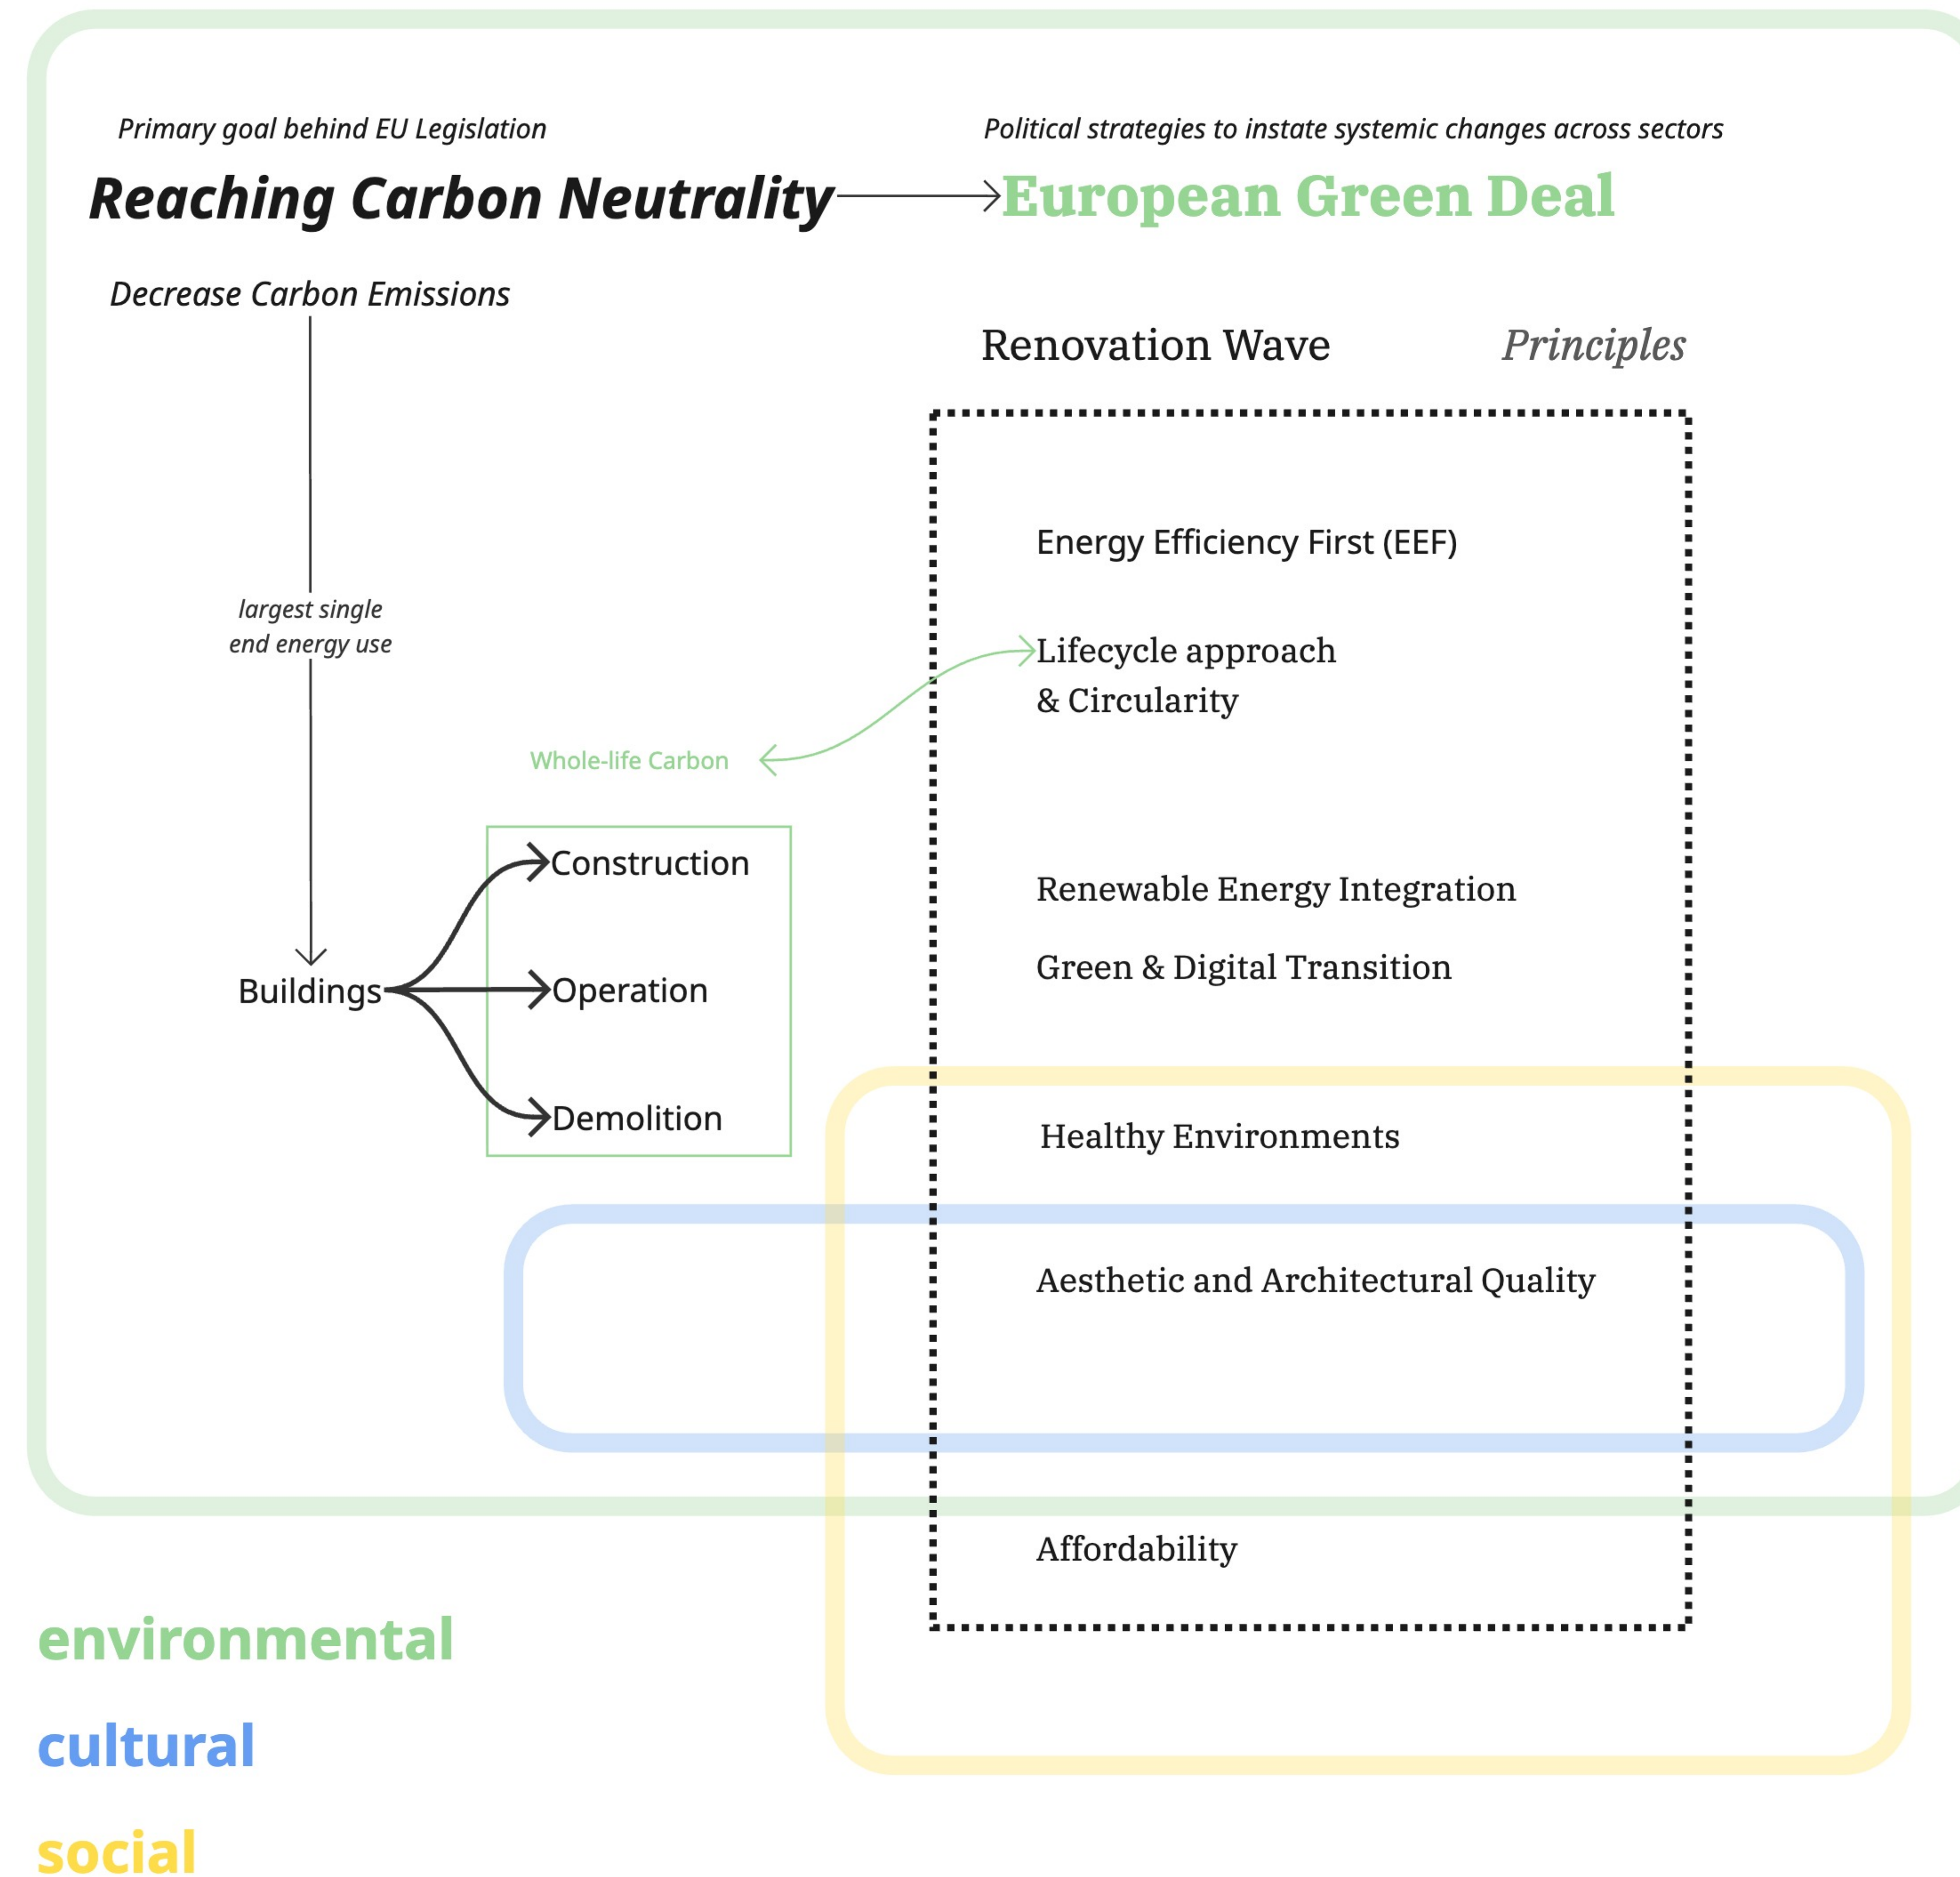 Primary goal behind EU Legislation
Reaching Carbon Neutrality
Political strategies to instate systemic changes across sectors
European Green Deal
Decrease Carbon Emissions
largest single
end energy use
Buildings
Whole-life Carbon
Construction
Operation
Demolition
Renovation Wave
Principles
Energy Efficiency First (EEF)
Lifecycle approach
& Circularity
Renewable Energy Integration
Green & Digital Transition
Healthy Environments
Aesthetic and Architectural Quality
Affordability
environmental
cultural
social